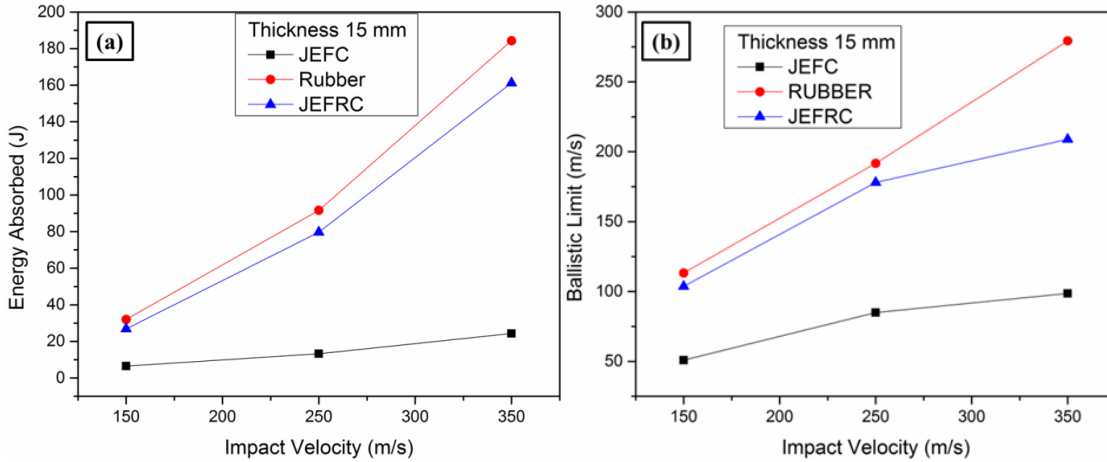 (a)
Thickness 15 mm
JEFC
Rubber
JEFRC
Energy Absorbed (J)
200
180
160
140
120
100
80
60
40
20
0
150
200
250
300
350
Impact Velocity (m/s)
(b)
Thickness 15 mm
JEFC
RUBBER
JEFRC
Ballistic Limit (m/s)
300
250
200
150
100
50
150
200
250
300
350
Impact Velocity (m/s)